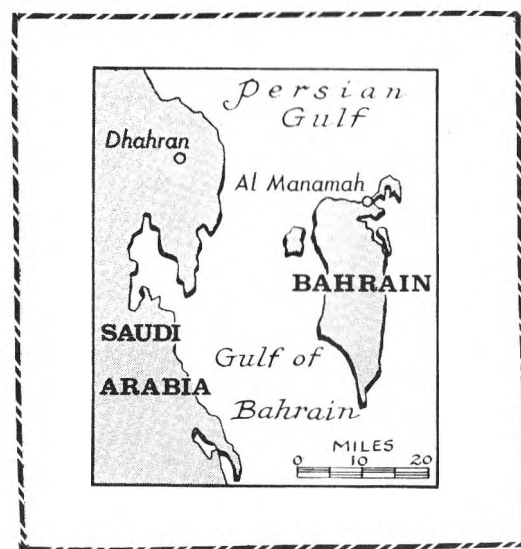 Persian
Gulf
Dhahran
Al Manamah
BAHRAIN
SAUDI
ARABIA
Gulf of
Bahrain
MILES
0 10 20